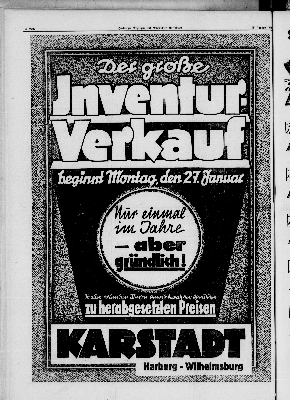 Der große
Inventur-
Verkauf
beginnt Montag, den 27. Januar
Nur einmal
im Jahre
— aber
gründlich!
zu herabgesetzten Preisen
KARSTADT
Harburg - Wilhelmsburg